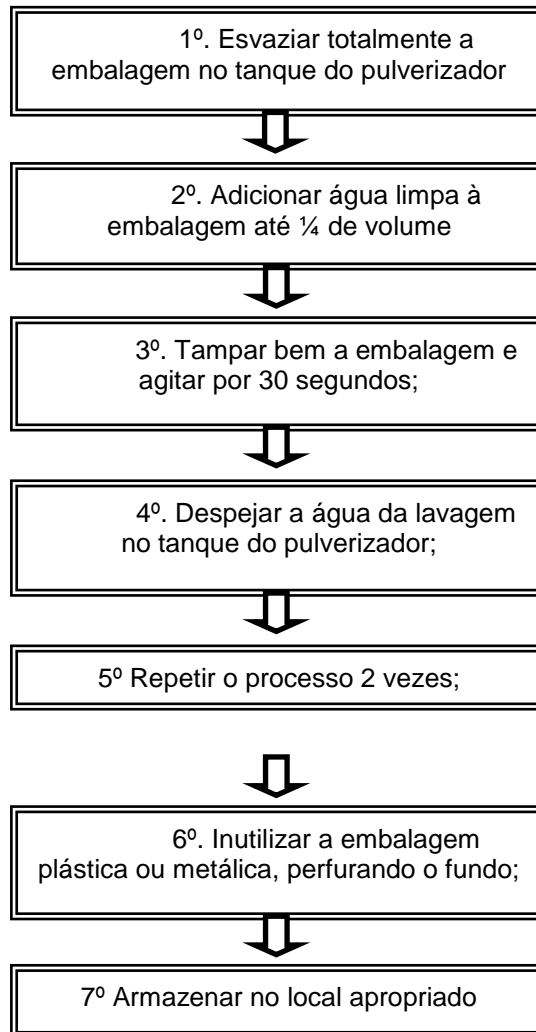 1º. Esvaziar totalmente a
embalagem no tanque do pulverizador
2º. Adicionar água limpa à
embalagem até ¼ de volume
3º. Tampar bem a embalagem e
agitar por 30 segundos;
4º. Despejar a água da lavagem
no tanque do pulverizador;
5º Repetir o processo 2 vezes;
6º. Inutilizar a embalagem
plástica ou metálica, perfurando o fundo;
7º Armazenar no local apropriado